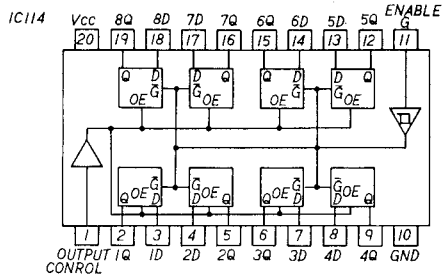 IC114 Vcc 8Q 8D 7D 7Q 6Q 6D 5D 5Q ENABLE G
20 19 18 17 16 15 14 13 12 11
Q D D Q Q D D Q
G̅ G̅ G̅ G̅
OE OE OE OE
G̅ G̅ G̅ G̅
OE OE OE OE
Q D D Q Q D D Q
1 2 3 4 5 6 7 8 9 10
OUTPUT 1Q 1D 2D 2Q 3Q 3D 4D 4Q GND
CONROL